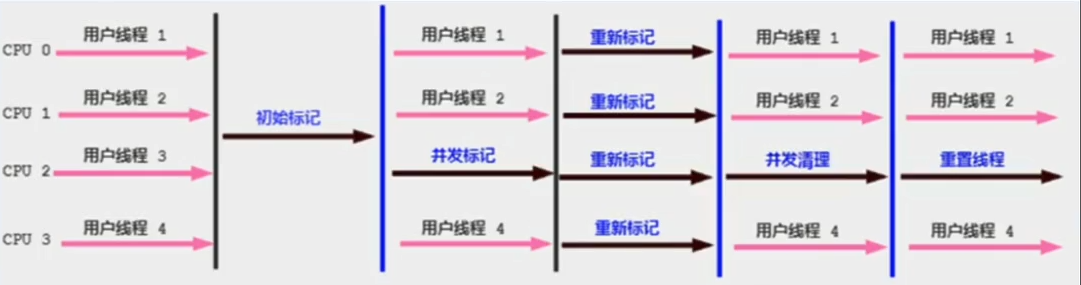 CPU 0 用户线程 1 用户线程 1 重新标记 用户线程 1 用户线程 1
CPU 1 用户线程 2 用户线程 2 重新标记 用户线程 2 用户线程 2
初始标记
CPU 2 用户线程 3 并发标记 重新标记 并发清理 重置线程
CPU 3 用户线程 4 用户线程 4 重新标记 用户线程 4 用户线程 4